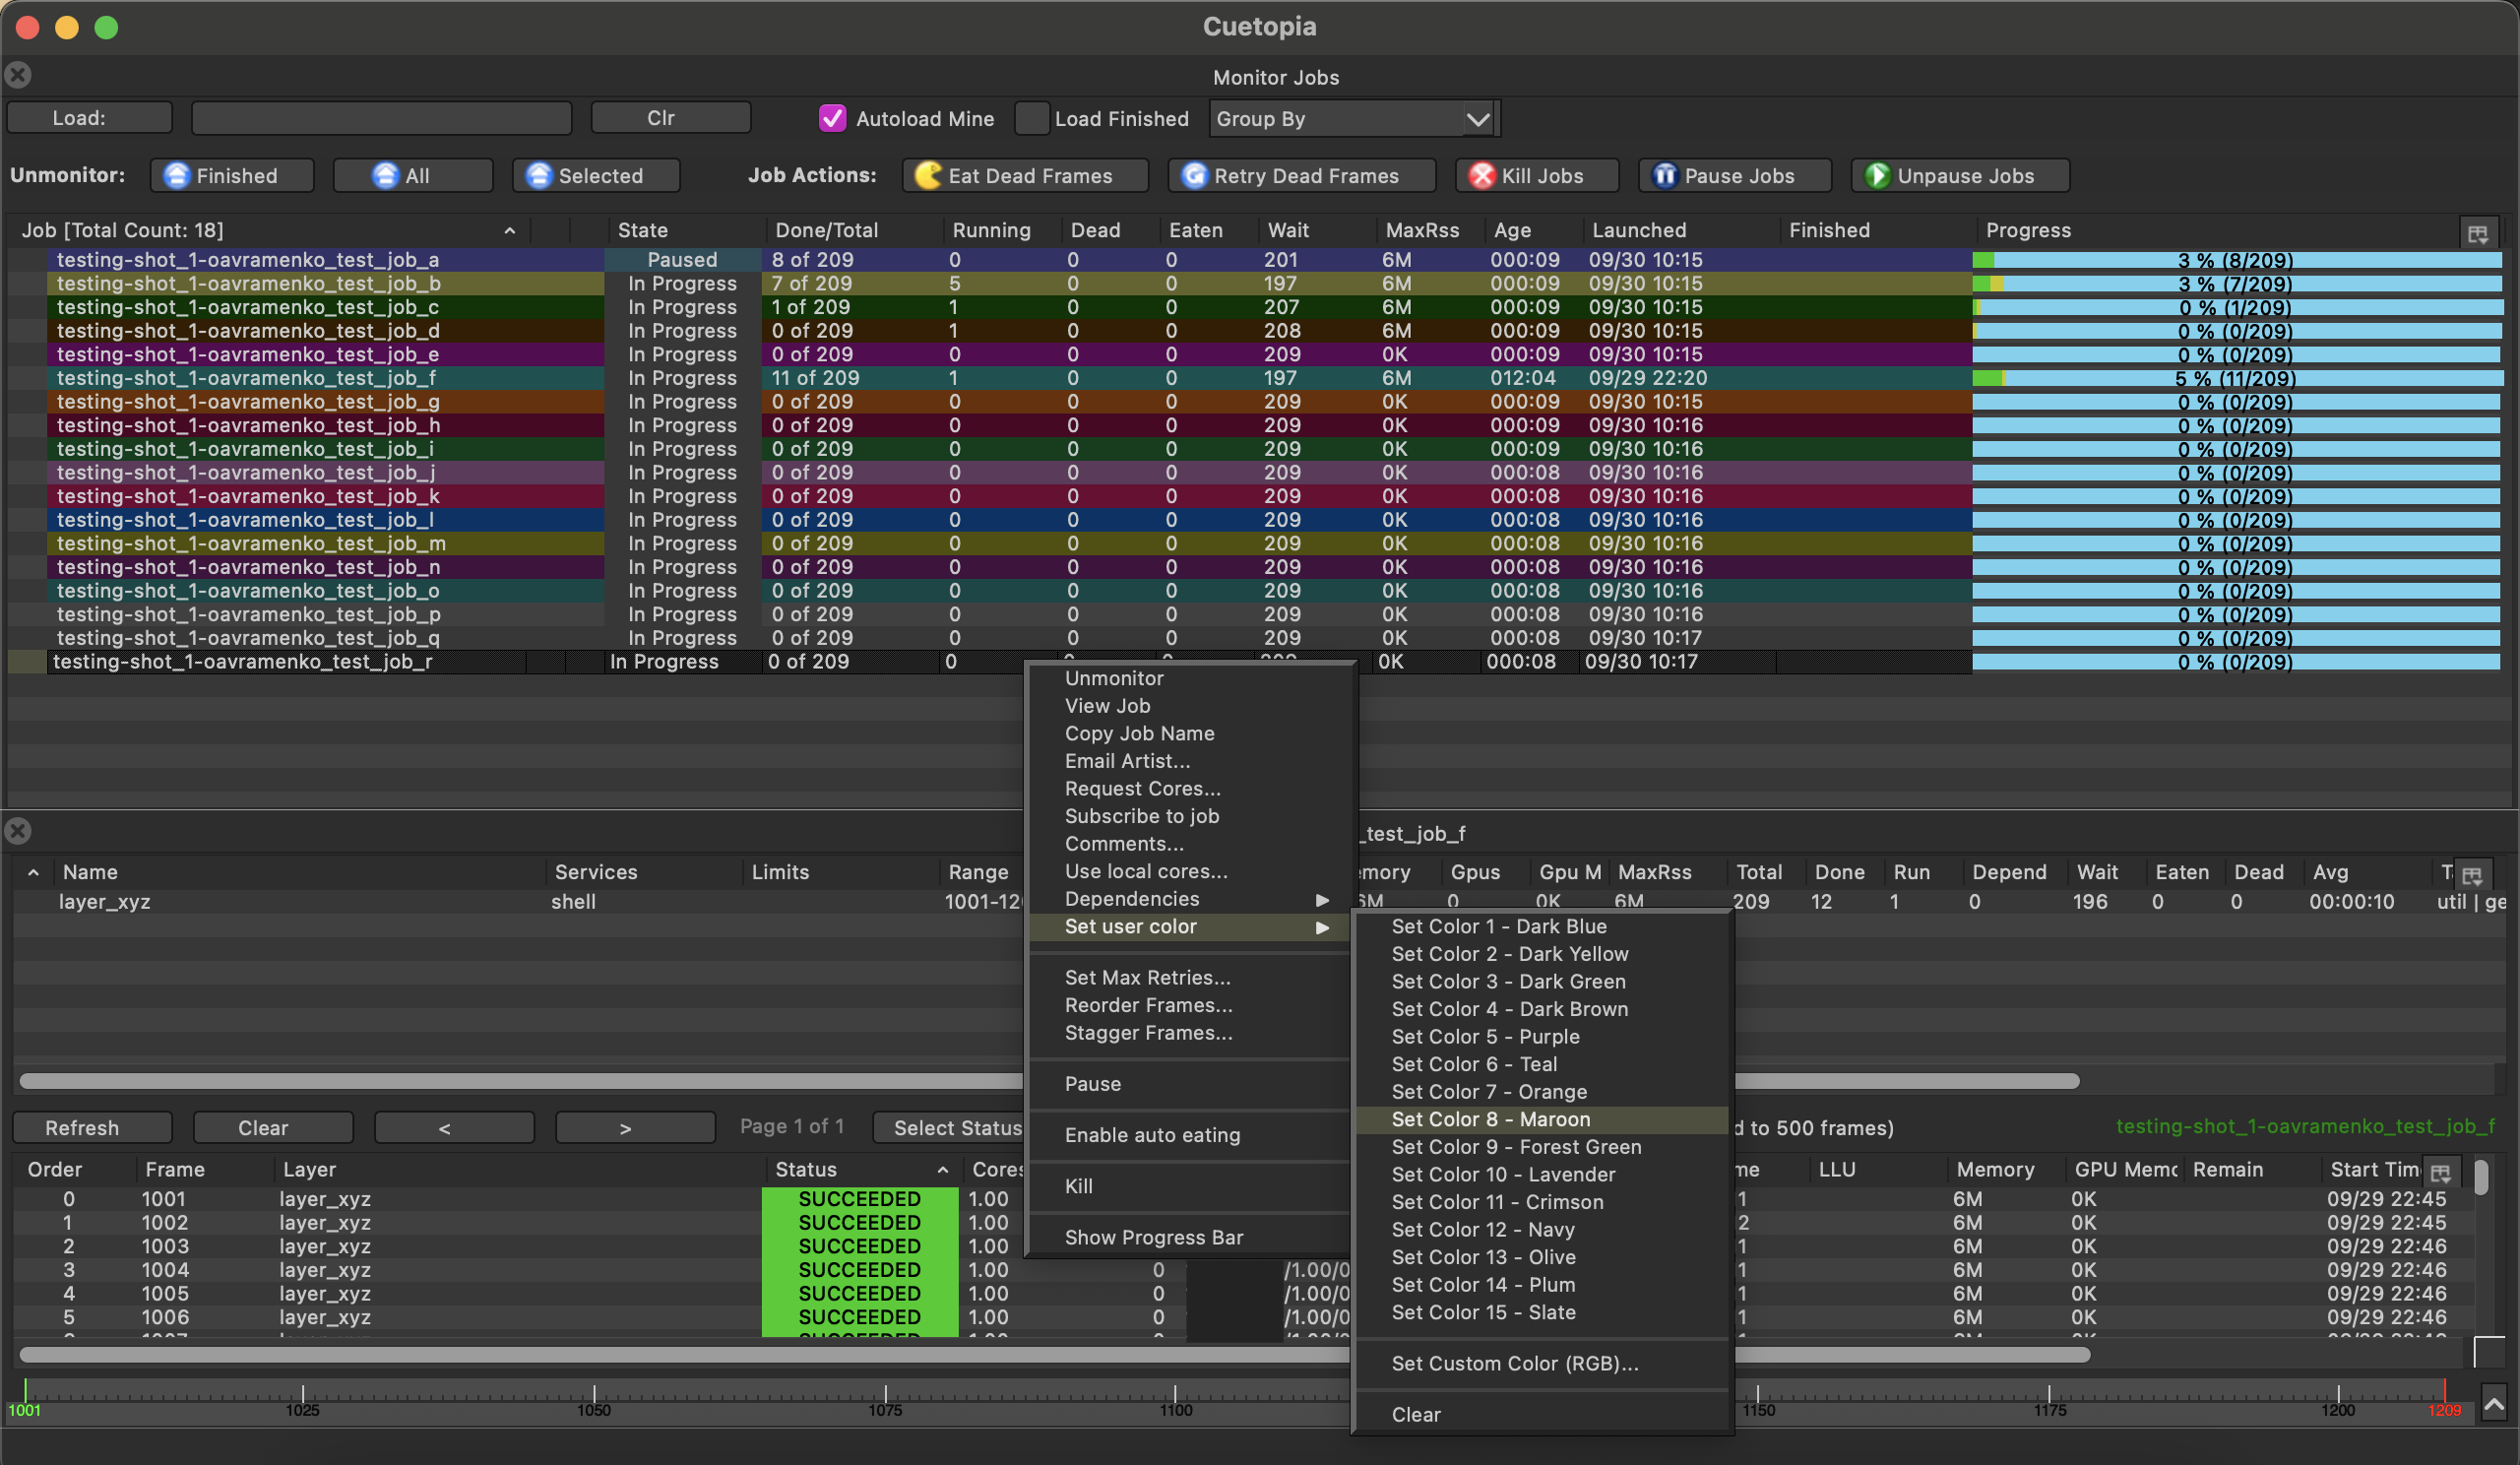 Cuetopia
Monitor Jobs
Load: Clr Autoload Mine Load Finished Group By
Unmonitor: Finished All Selected Job Actions: Eat Dead Frames Retry Dead Frames Kill Jobs Pause Jobs Unpause Jobs
Job [Total Count: 18] State Done/Total Running Dead Eaten Wait MaxRss Age Launched Finished Progress
testing-shot_1-oavramenko_test_job_a Paused 8 of 209 0 0 0 201 6M 000:09 09/30 10:15 3 % (8/209)
testing-shot_1-oavramenko_test_job_b In Progress 7 of 209 5 0 0 197 6M 000:09 09/30 10:15 3 % (7/209)
testing-shot_1-oavramenko_test_job_c In Progress 1 of 209 1 0 0 207 6M 000:09 09/30 10:15 0 % (1/209)
testing-shot_1-oavramenko_test_job_d In Progress 0 of 209 1 0 0 208 6M 000:09 09/30 10:15 0 % (0/209)
testing-shot_1-oavramenko_test_job_e In Progress 0 of 209 0 0 0 209 0K 000:09 09/30 10:15 0 % (0/209)
testing-shot_1-oavramenko_test_job_f In Progress 11 of 209 1 0 0 197 6M 012:04 09/29 22:20 5 % (11/209)
testing-shot_1-oavramenko_test_job_g In Progress 0 of 209 0 0 0 209 0K 000:09 09/30 10:15 0 % (0/209)
testing-shot_1-oavramenko_test_job_h In Progress 0 of 209 0 0 0 209 0K 000:09 09/30 10:16 0 % (0/209)
testing-shot_1-oavramenko_test_job_i In Progress 0 of 209 0 0 0 209 0K 000:09 09/30 10:16 0 % (0/209)
testing-shot_1-oavramenko_test_job_j In Progress 0 of 209 0 0 0 209 0K 000:08 09/30 10:16 0 % (0/209)
testing-shot_1-oavramenko_test_job_k In Progress 0 of 209 0 0 0 209 0K 000:08 09/30 10:16 0 % (0/209)
testing-shot_1-oavramenko_test_job_l In Progress 0 of 209 0 0 0 209 0K 000:08 09/30 10:16 0 % (0/209)
testing-shot_1-oavramenko_test_job_m In Progress 0 of 209 0 0 0 209 0K 000:08 09/30 10:16 0 % (0/209)
testing-shot_1-oavramenko_test_job_n In Progress 0 of 209 0 0 0 209 0K 000:08 09/30 10:16 0 % (0/209)
testing-shot_1-oavramenko_test_job_o In Progress 0 of 209 0 0 0 209 0K 000:08 09/30 10:16 0 % (0/209)
testing-shot_1-oavramenko_test_job_p In Progress 0 of 209 0 0 0 209 0K 000:08 09/30 10:16 0 % (0/209)
testing-shot_1-oavramenko_test_job_q In Progress 0 of 209 0 0 0 209 0K 000:08 09/30 10:17 0 % (0/209)
testing-shot_1-oavramenko_test_job_r In Progress 0 of 209 0 0K 000:08 09/30 10:17 0 % (0/209)
Unmonitor
View Job
Copy Job Name
Email Artist...
Request Cores...
Subscribe to job
Comments...
Use local cores...
Dependencies
Set user color
Set Max Retries...
Reorder Frames...
Stagger Frames...
Pause
Enable auto eating
Kill
Show Progress Bar
Set Color 1 - Dark Blue
Set Color 2 - Dark Yellow
Set Color 3 - Dark Green
Set Color 4 - Dark Brown
Set Color 5 - Purple
Set Color 6 - Teal
Set Color 7 - Orange
Set Color 8 - Maroon
Set Color 9 - Forest Green
Set Color 10 - Lavender
Set Color 11 - Crimson
Set Color 12 - Navy
Set Color 13 - Olive
Set Color 14 - Plum
Set Color 15 - Slate
Set Custom Color (RGB)...
Clear
_test_job_f
Name Services Limits Range emory Gpus Gpu M MaxRss Total Done Run Depend Wait Eaten Dead Avg
layer_xyz shell 1001-12 6M 0 0K 6M 209 12 1 0 196 0 0 00:00:10 util | ge
Refresh Clear < > Page 1 of 1 Select Status d to 500 frames) testing-shot_1-oavramenko_test_job_f
Order Frame Layer Status Cores me LLU Memory GPU Memc Remain Start Tim
0 1001 layer_xyz SUCCEEDED 1.00 1 6M 0K 09/29 22:45
1 1002 layer_xyz SUCCEEDED 1.00 2 6M 0K 09/29 22:45
2 1003 layer_xyz SUCCEEDED 1.00 1 6M 0K 09/29 22:46
3 1004 layer_xyz SUCCEEDED 1.00 0 /1.00/0 1 6M 0K 09/29 22:46
4 1005 layer_xyz SUCCEEDED 1.00 0 /1.00/0 1 6M 0K 09/29 22:46
5 1006 layer_xyz SUCCEEDED 1.00 0 /1.00/0 1 6M 0K 09/29 22:46
1001 1025 1050 1075 1100 1150 1175 1200 1209